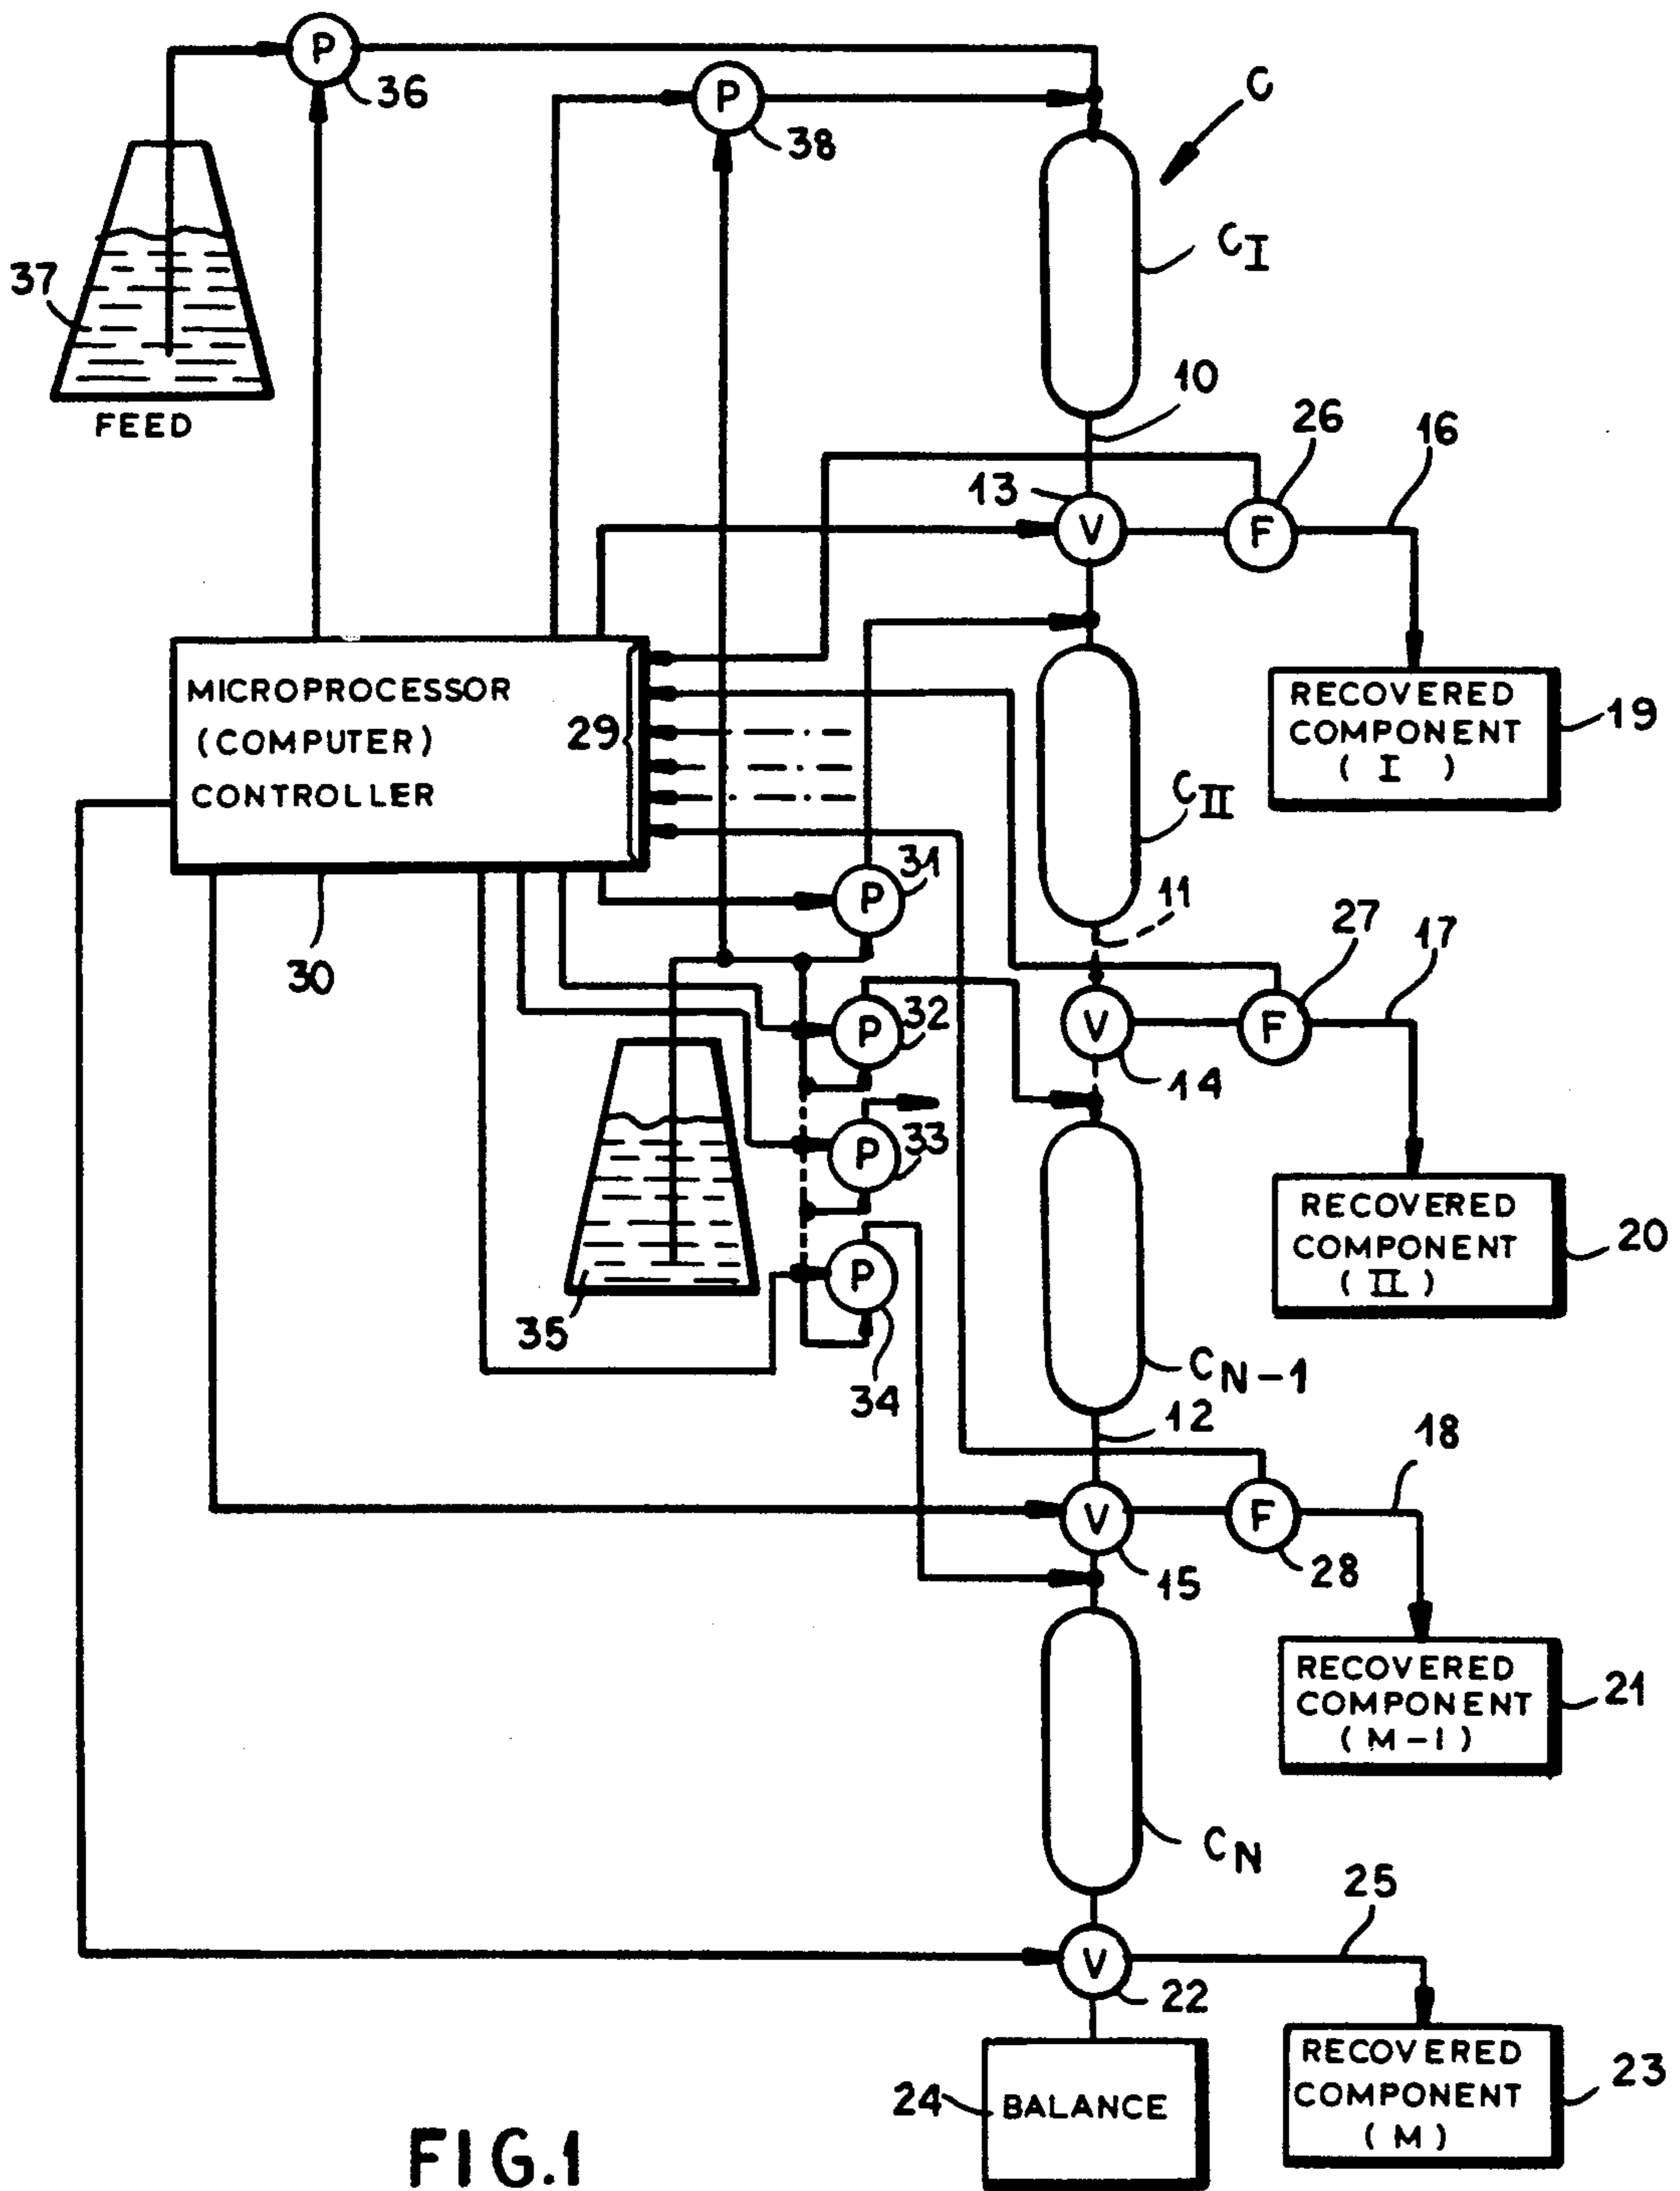 P
36
P
38
C
37
C I
FEED
10
26
16
13
V
F
MICROPROCESSOR
(COMPUTER)
CONTROLLER
29
RECOVERED
COMPONENT
( I )
19
C II
31
P
11
27
17
30
P
32
V
F
14
P
33
RECOVERED
COMPONENT
( II )
20
P
35
34
C N-1
12
18
V
F
15
28
RECOVERED
COMPONENT
( M-1 )
21
C N
25
V
22
RECOVERED
COMPONENT
( M )
23
24
BALANCE
FIG.1